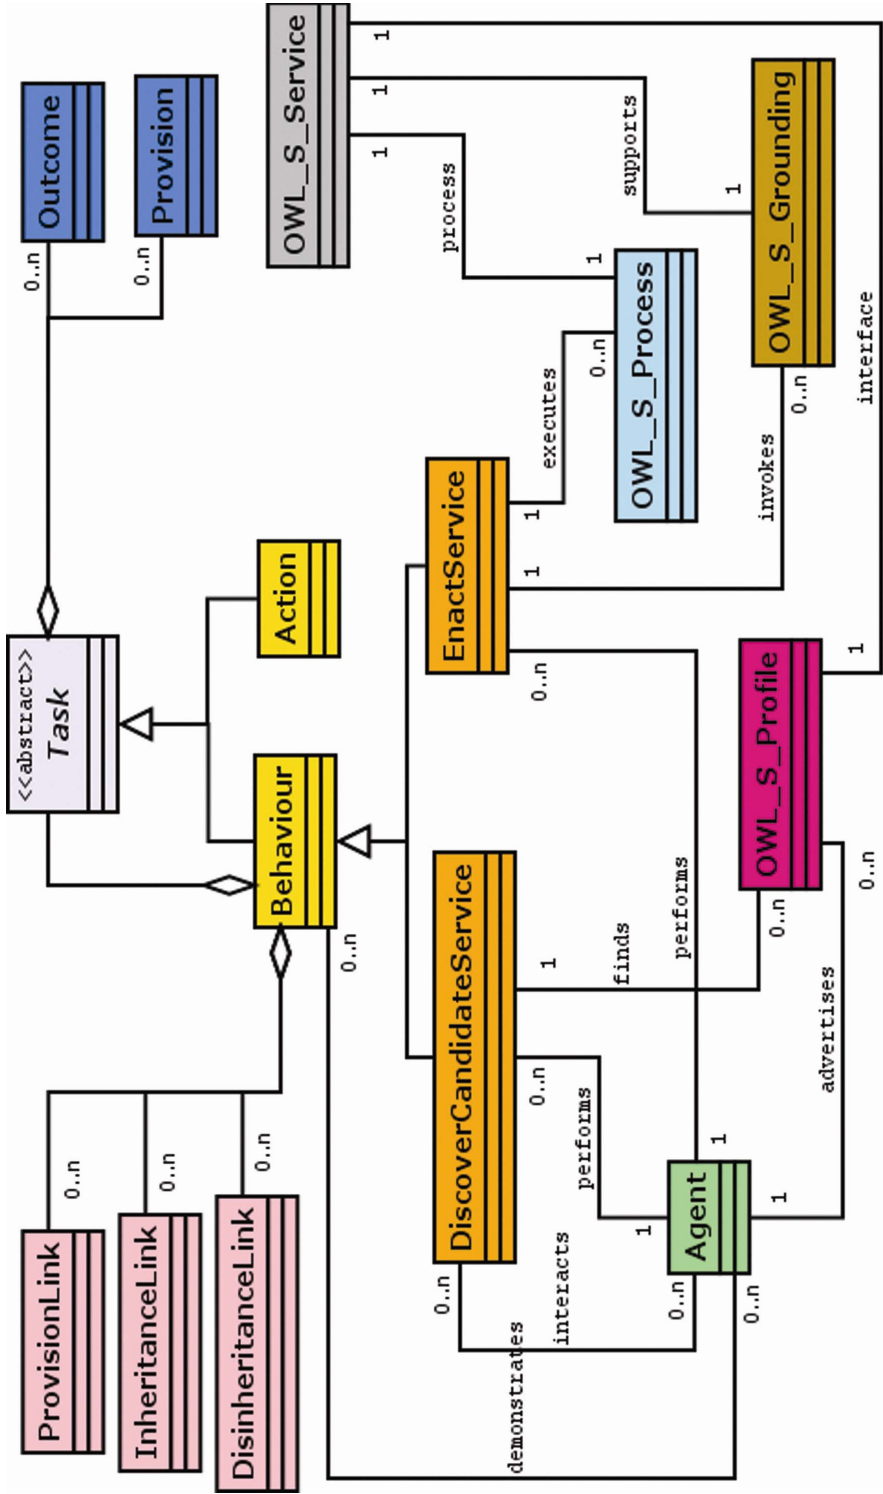 <<abstract>>
0..n
ProvisionLink
Outcome
Task
0..n
0..n
InheritanceLink
Provision
0..n
DisinheritanceLink
0..n
Behaviour
Action
OWL_S_Service
0..n
1
1
1
0..n
DiscoverCandidateService
EnactService
process
demonstrates
0..n
1
0..n
1
1
executes
interacts
performs
finds
0..n
1
supports
1
OWL_S_Process
0..n
performs
Agent
1
1
0..n
1
0..n
OWL_S_Profile
invokes
OWL_S_Grounding
0..n
advertises
1
0..n
interface